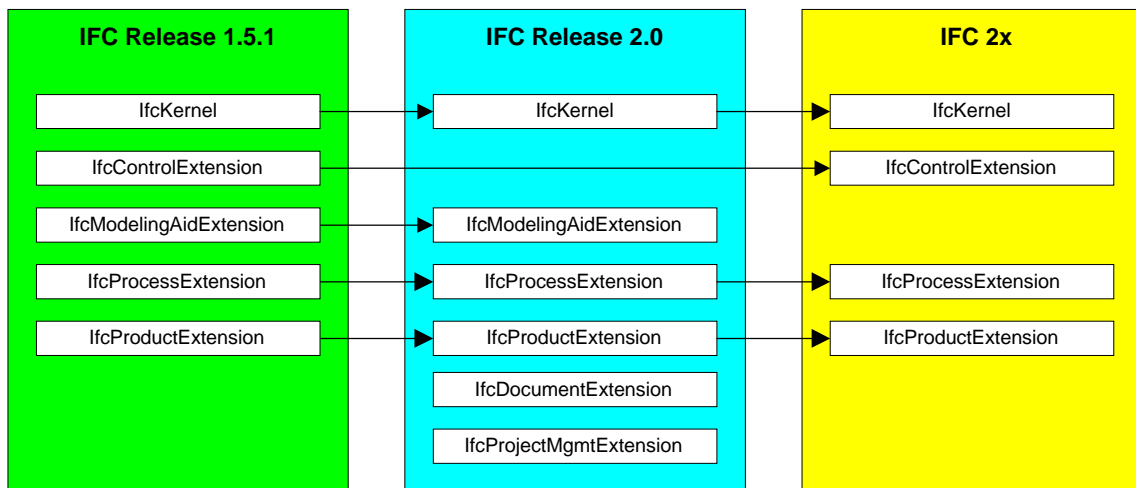 IFC Release 1.5.1
IfcKernel
IfcControlExtension
IfcModelingAidExtension
IfcProcessExtension
IfcProductExtension
IFC Release 2.0
IfcKernel
IfcModelingAidExtension
IfcProcessExtension
IfcProductExtension
IfcDocumentExtension
IfcProjectMgmtExtension
IFC 2x
IfcKernel
IfcControlExtension
IfcProcessExtension
IfcProductExtension